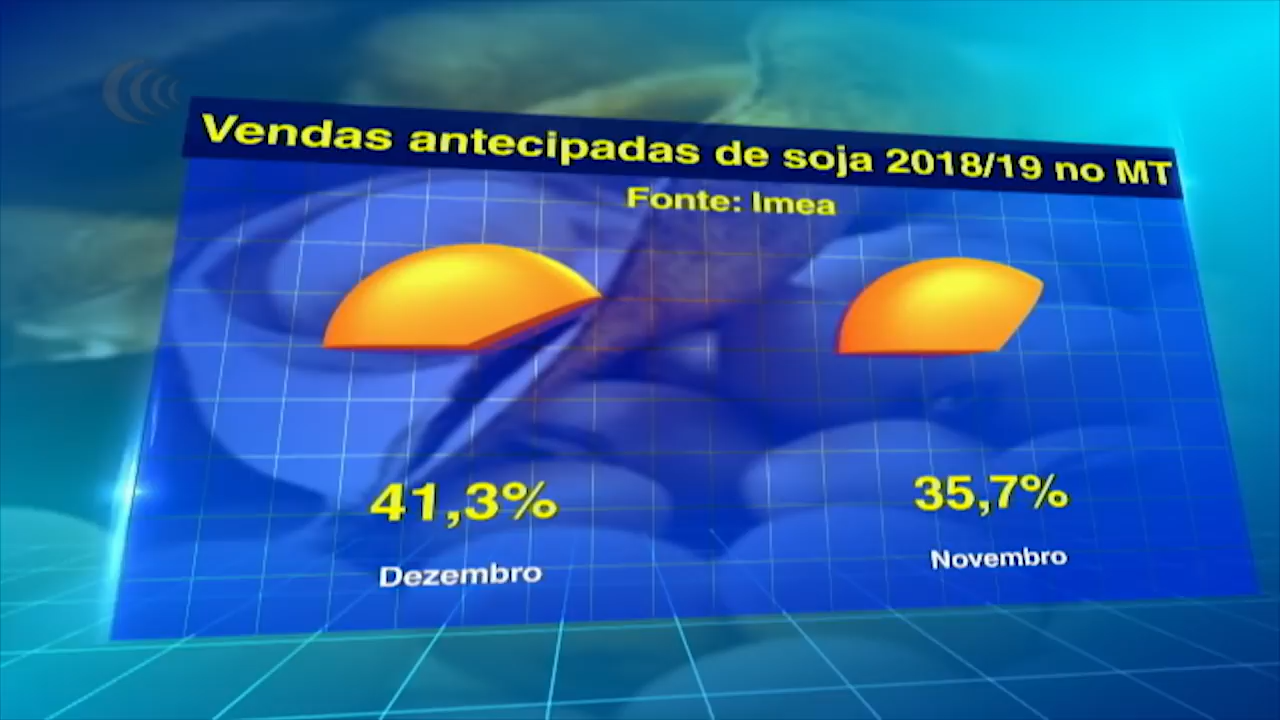 Vendas antecipadas de soja 2018/19 no MT
Fonte: Imea
41,3%
35,7%
Dezembro
Novembro